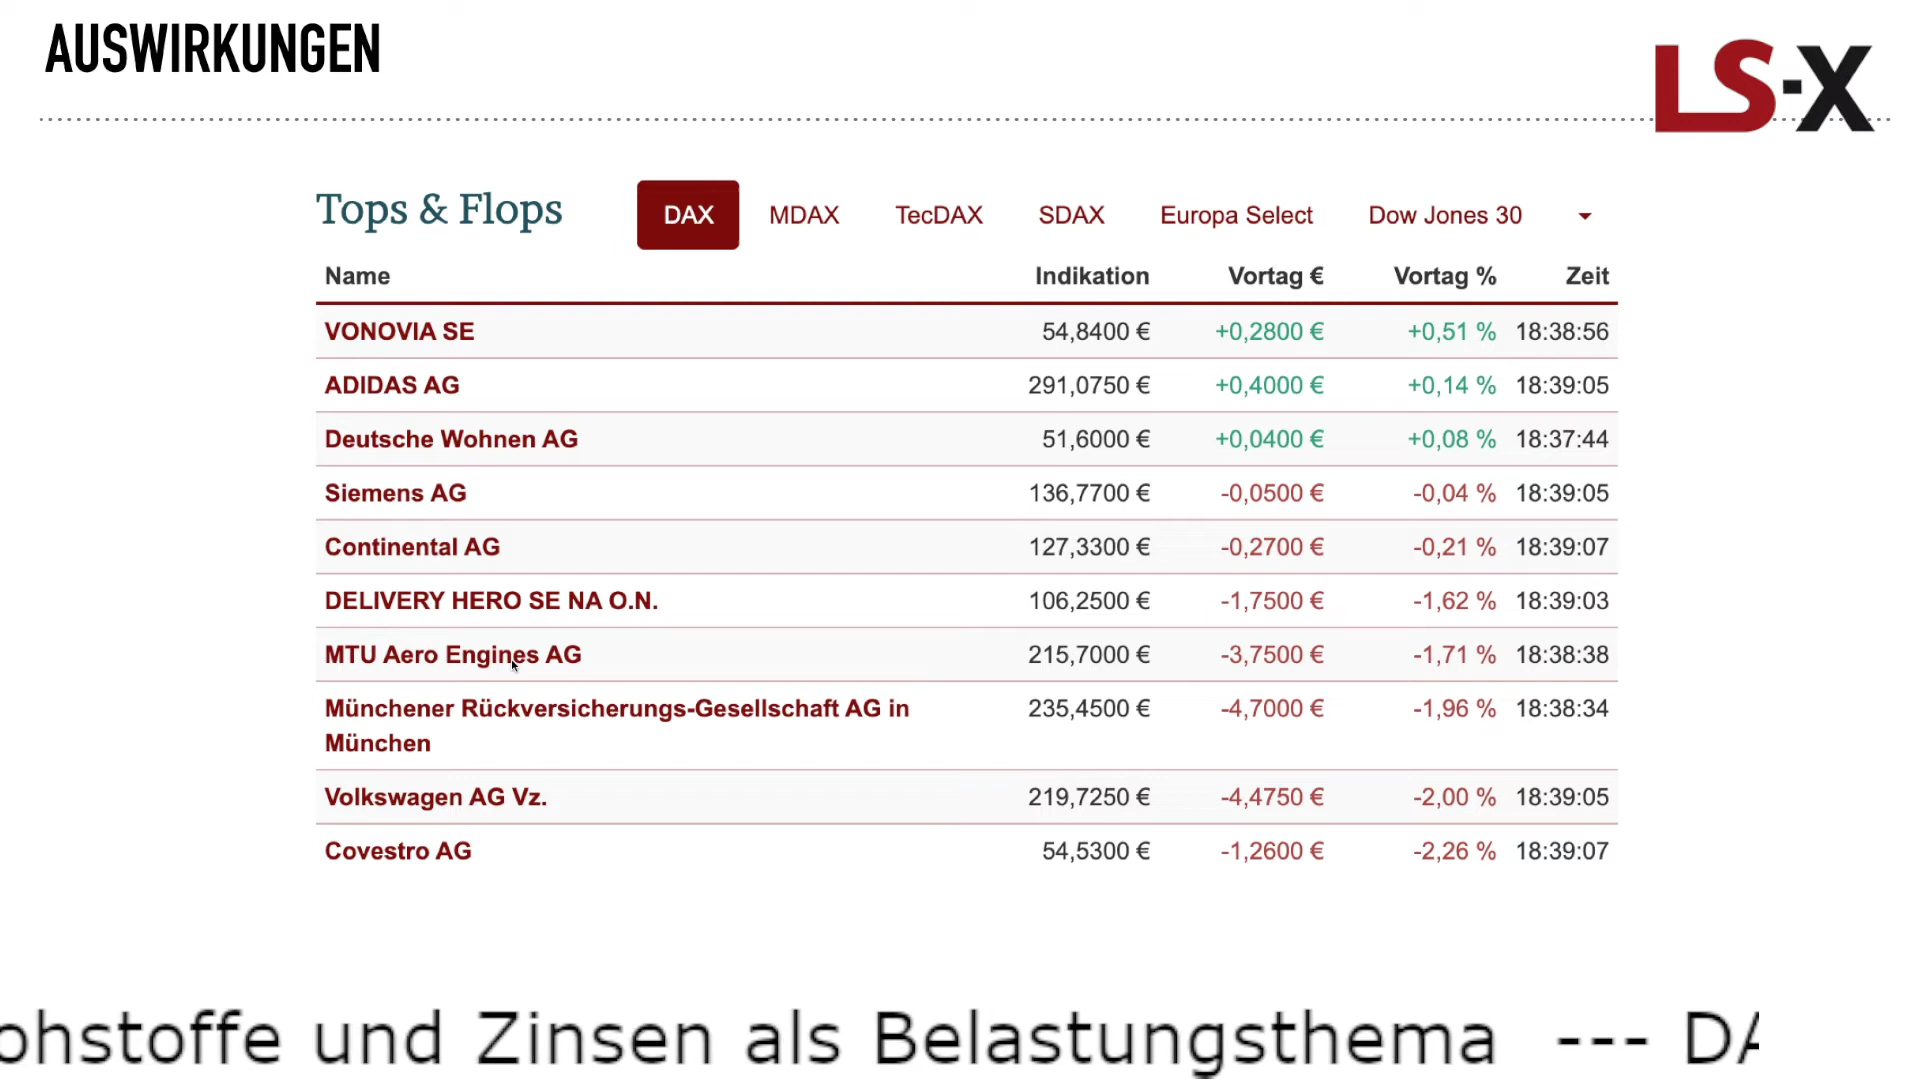 AUSWIRKUNGEN
LS-X
Tops & Flops DAX MDAX TecDAX SDAX Europa Select Dow Jones 30
Name Indikation Vortag € Vortag % Zeit
VONOVIA SE 54,8400 € +0,2800 € +0,51 % 18:38:56
ADIDAS AG 291,0750 € +0,4000 € +0,14 % 18:39:05
Deutsche Wohnen AG 51,6000 € +0,0400 € +0,08 % 18:37:44
Siemens AG 136,7700 € -0,0500 € -0,04 % 18:39:05
Continental AG 127,3300 € -0,2700 € -0,21 % 18:39:07
DELIVERY HERO SE NA O.N. 106,2500 € -1,7500 € -1,62 % 18:39:03
MTU Aero Engines AG 215,7000 € -3,7500 € -1,71 % 18:38:38
Münchener Rückversicherungs-Gesellschaft AG in 235,4500 € -4,7000 € -1,96 % 18:38:34
München
Volkswagen AG Vz. 219,7250 € -4,4750 € -2,00 % 18:39:05
Covestro AG 54,5300 € -1,2600 € -2,26 % 18:39:07
ohstoffe und Zinsen als Belastungsthema --- DA